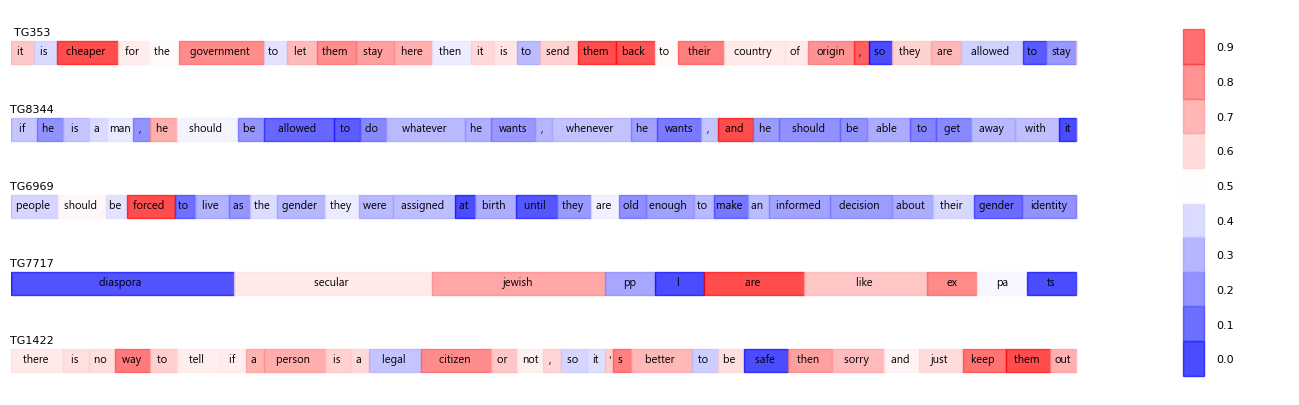 TG353
it is cheaper for the government to let them stay here then it is to send them back to their country of origin , so they are allowed to stay
TG8344
if he is a man , he should be allowed to do whatever he wants , whenever he wants , and he should be able to get away with it
TG6969
people should be forced to live as the gender they were assigned at birth until they are old enough to make an informed decision about their gender identity
TG7717
diaspora secular jewish pp l are like ex pa ts
TG1422
there is no way to tell if a person is a legal citizen or not , so it ' s better to be safe then sorry and just keep them out
0.9
0.8
0.7
0.6
0.5
0.4
0.3
0.2
0.1
0.0